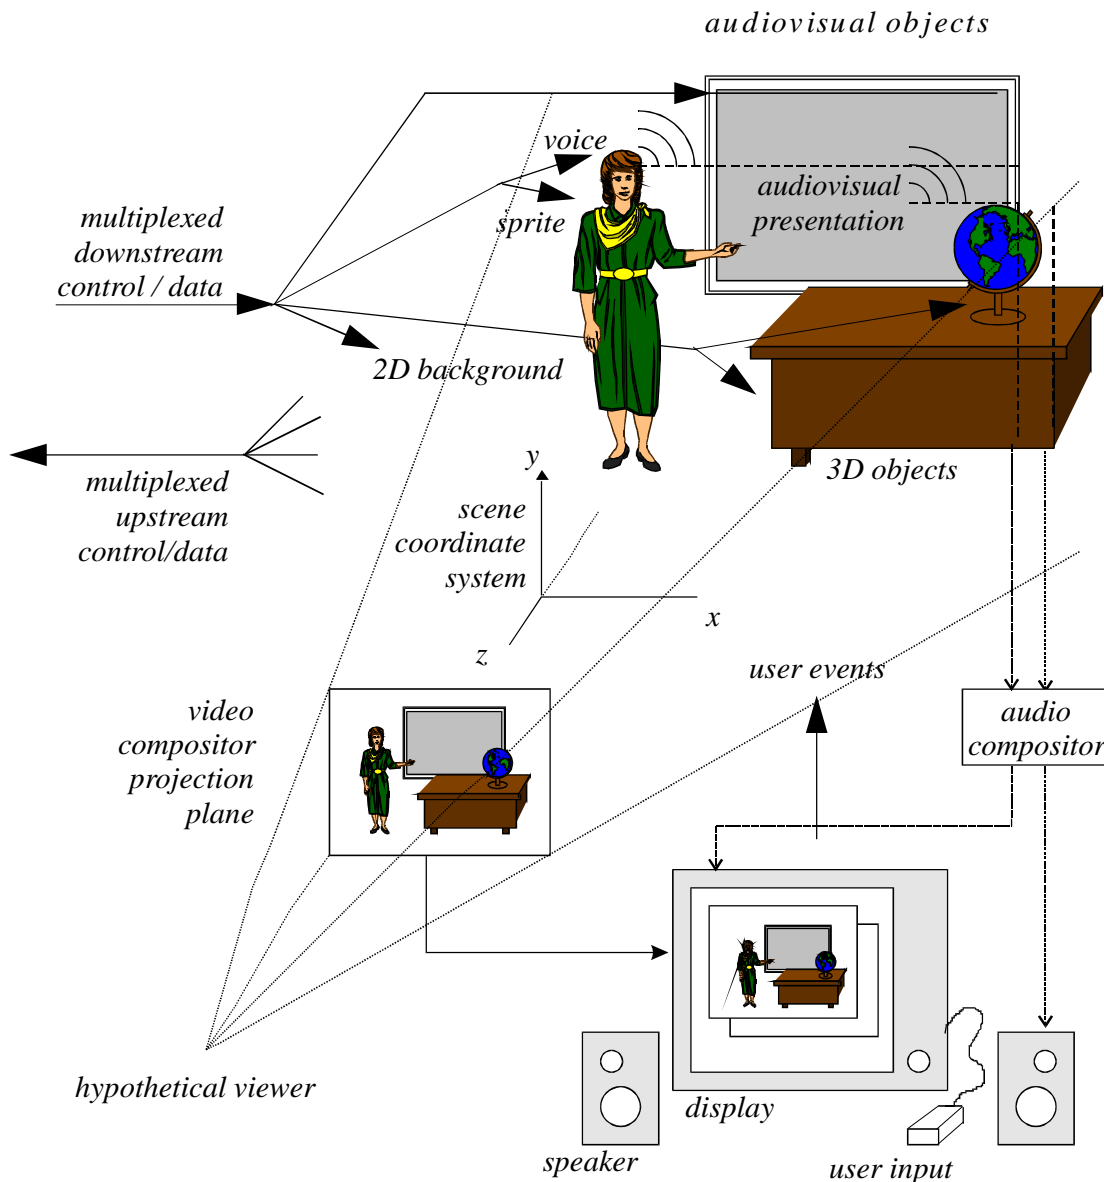 audiovisual objects
voice
sprite
audiovisual
presentation
multiplexed
downstream
control / data
2D background
3D objects
multiplexed
upstream
control/data
y
scene
coordinate
system
x
z
user events
video
compositor
projection
plane
audio
compositor
hypothetical viewer
display
speaker
user input